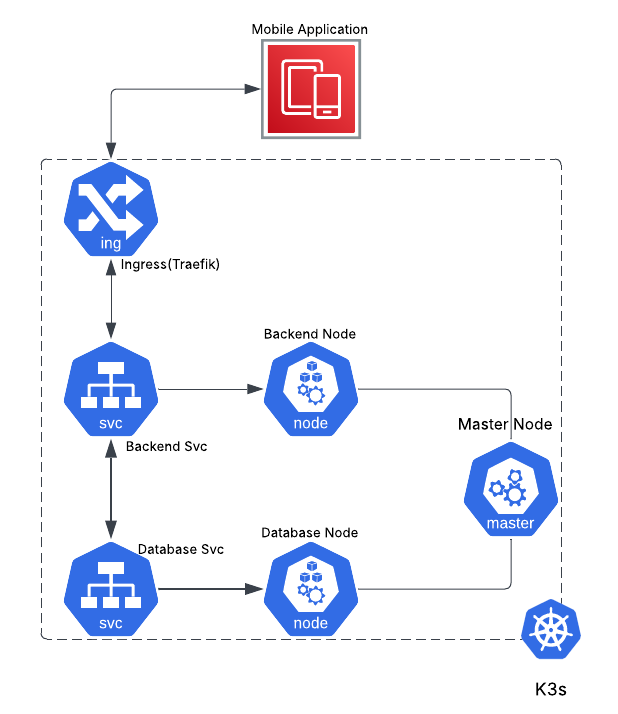 Mobile Application
ing
Ingress(Traefik)
Backend Node
svc
node
Backend Svc
Master Node
master
Database Node
Database Svc
svc
node
K3s